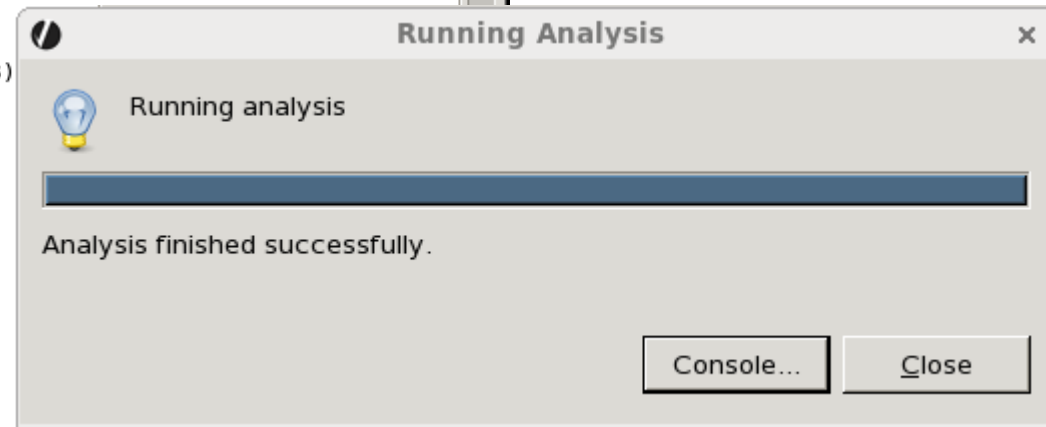 Running Analysis
)
Running analysis
Analysis finished successfully.
Console...
Close